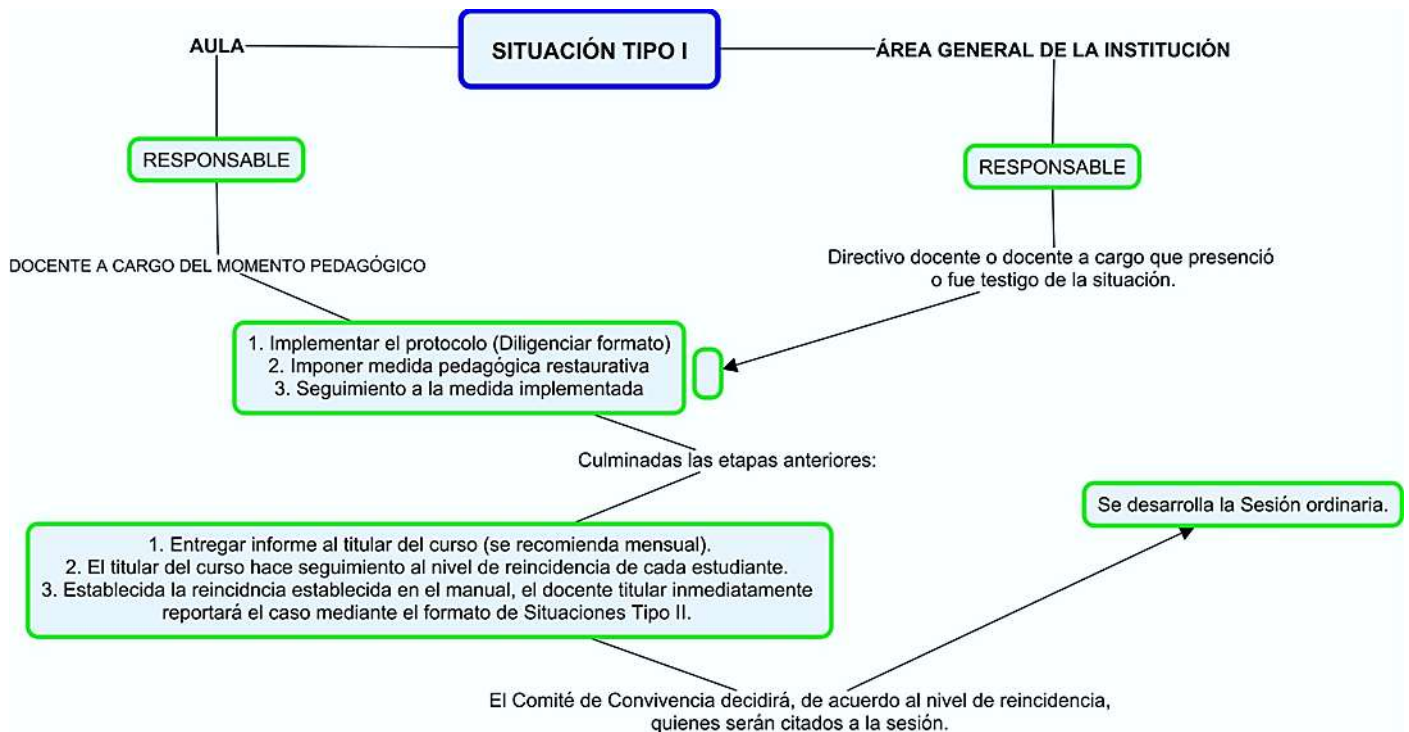 AULA
SITUACIÓN TIPO I
ÁREA GENERAL DE LA INSTITUCIÓN
RESPONSABLE
RESPONSABLE
DOCENTE A CARGO DEL MOMENTO PEDAGÓGICO
Directivo docente o docente a cargo que presenció
o fue testigo de la situación.
1. Implementar el protocolo (Diligenciar formato)
2. Imponer medida pedagógica restaurativa
3. Seguimiento a la medida implementada
Culminadas las etapas anteriores:
Se desarrolla la Sesión ordinaria.
1. Entregar informe al titular del curso (se recomienda mensual).
2. El titular del curso hace seguimiento al nivel de reincidencia de cada estudiante.
3. Establecida la reincidncia establecida en el manual, el docente titular inmediatamente
reportará el caso mediante el formato de Situaciones Tipo II.
El Comité de Convivencia decidirá, de acuerdo al nivel de reincidencia,
quienes serán citados a la sesión.